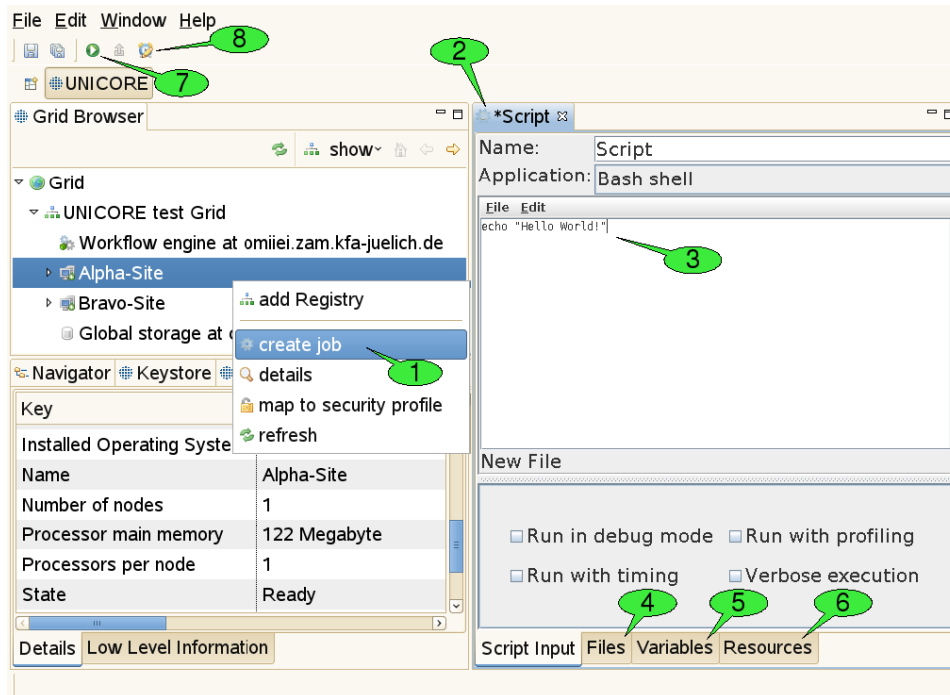 File Edit Window Help
8
2
7
UNICORE
Grid Browser
*Script
show
Name: Script
Application: Bash shell
Grid
UNICORE test Grid
File Edit
echo "Hello World!"
Workflow engine at omiiei.zam.kfa-juelich.de
3
Alpha-Site
Bravo-Site
add Registry
Global storage at
create job
1
Navigator Keystore
details
Key
map to security profile
Installed Operating Syste
refresh
New File
Name Alpha-Site
Number of nodes 1
Processor main memory 122 Megabyte
Run in debug mode Run with profiling
Processors per node 1
Run with timing Verbose execution
State Ready
4 5 6
Details Low Level Information
Script Input Files Variables Resources